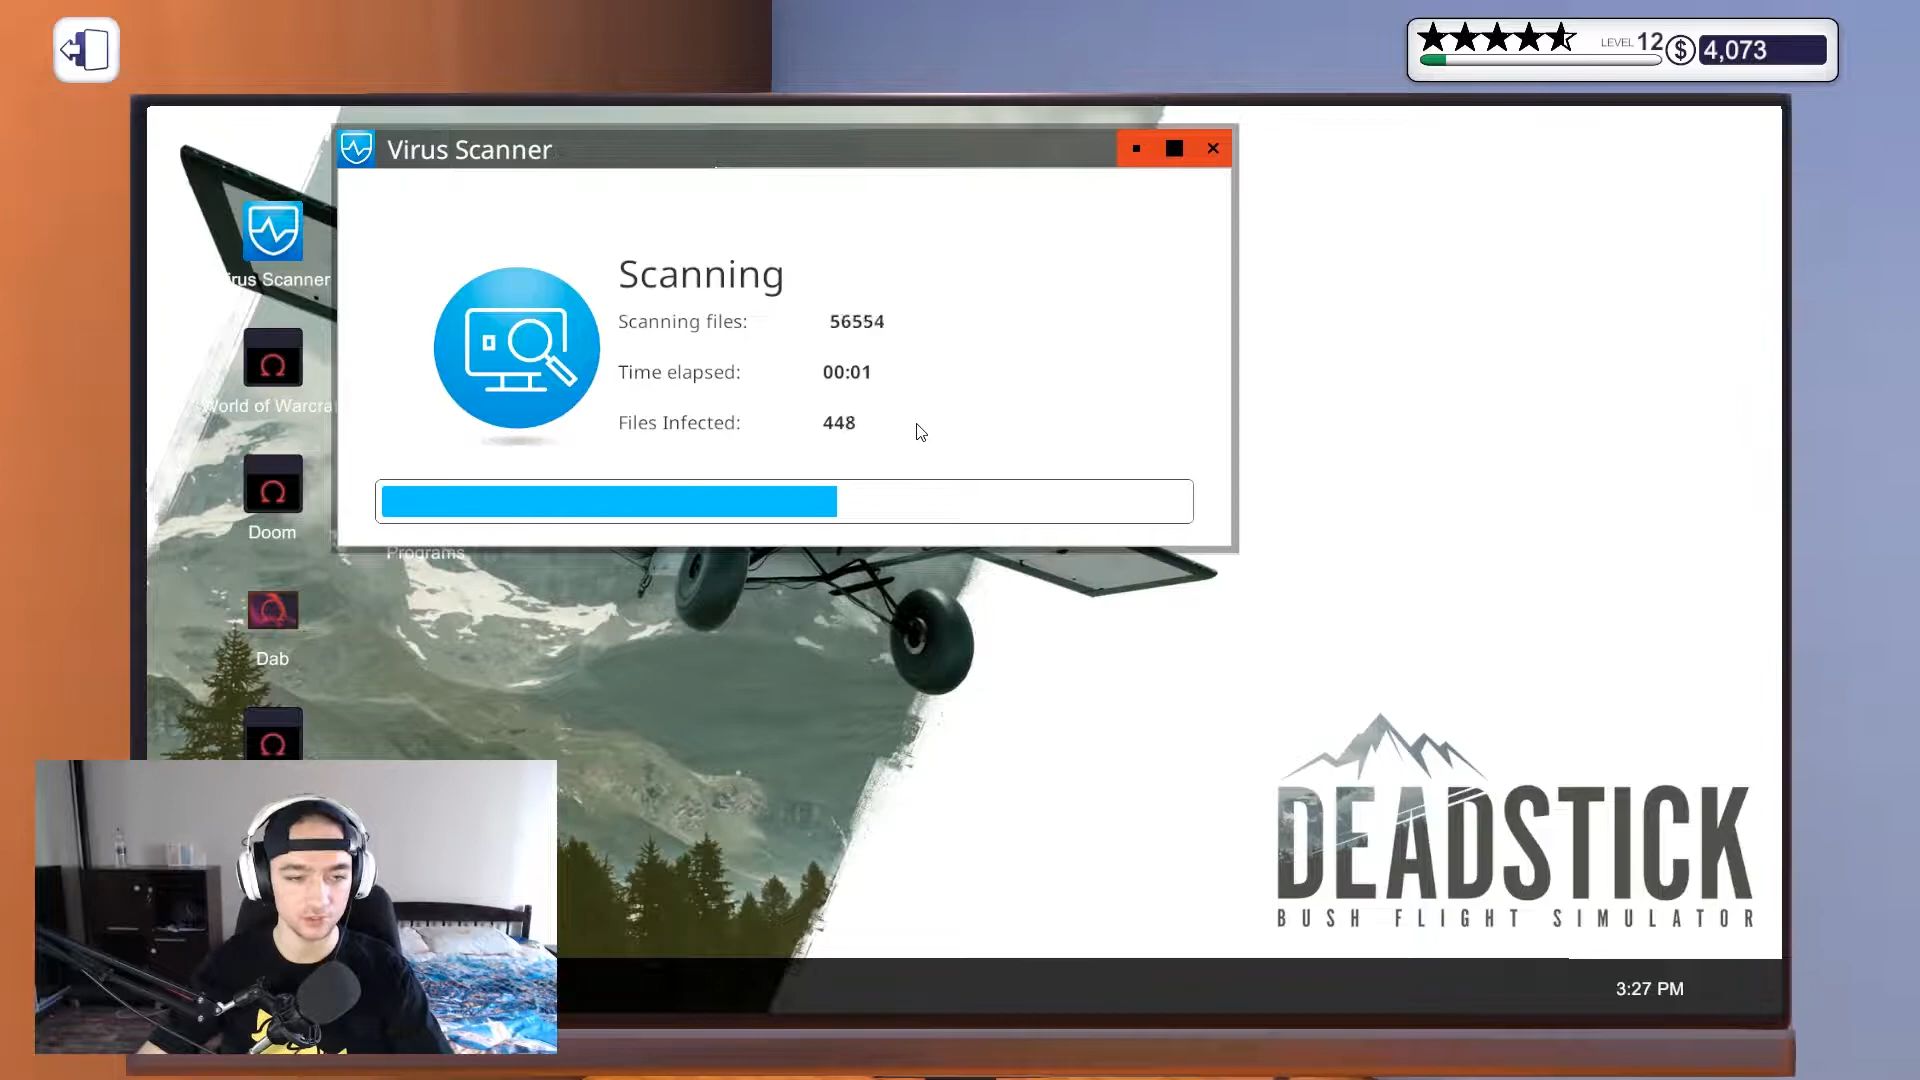 LEVEL 12
$ 4,073
Virus Scanner
Scanning
Scanning files: 56554
Time elapsed: 00:01
Files Infected: 448
irus Scanner
World of Warcra
Doom
Programs
Dab
DEADSTICK
BUSH FLIGHT SIMULATOR
3:27 PM